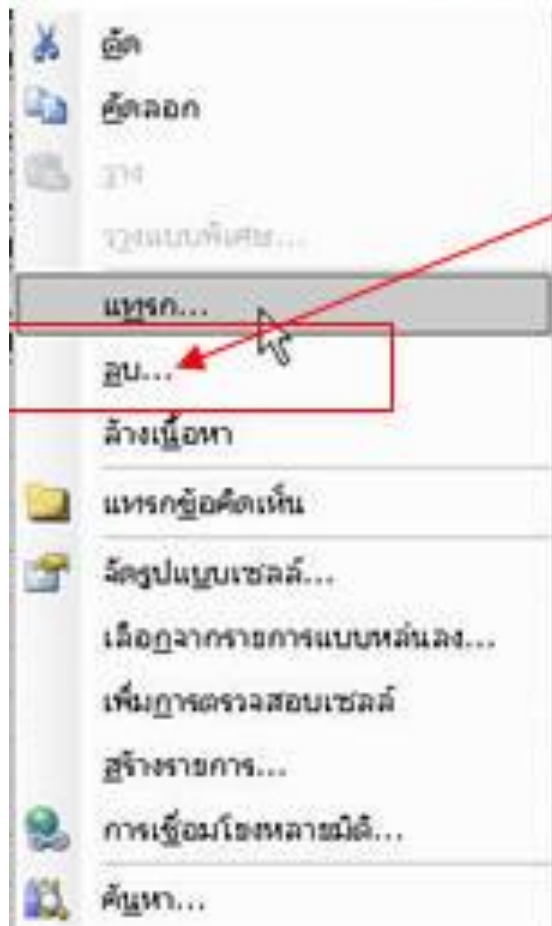 ตัด
คัดลอก
วาง
วางแบบพิเศษ...
แทรก...
ลบ...
ล้างเนื้อหา
แทรกข้อคิดเห็น
จัดรูปแบบเซลล์...
เลือกจากรายการแบบหล่นลง...
เพิ่มการตรวจสอบเซลล์
สร้างรายการ...
การเชื่อมโยงหลายมิติ...
ค้นหา...